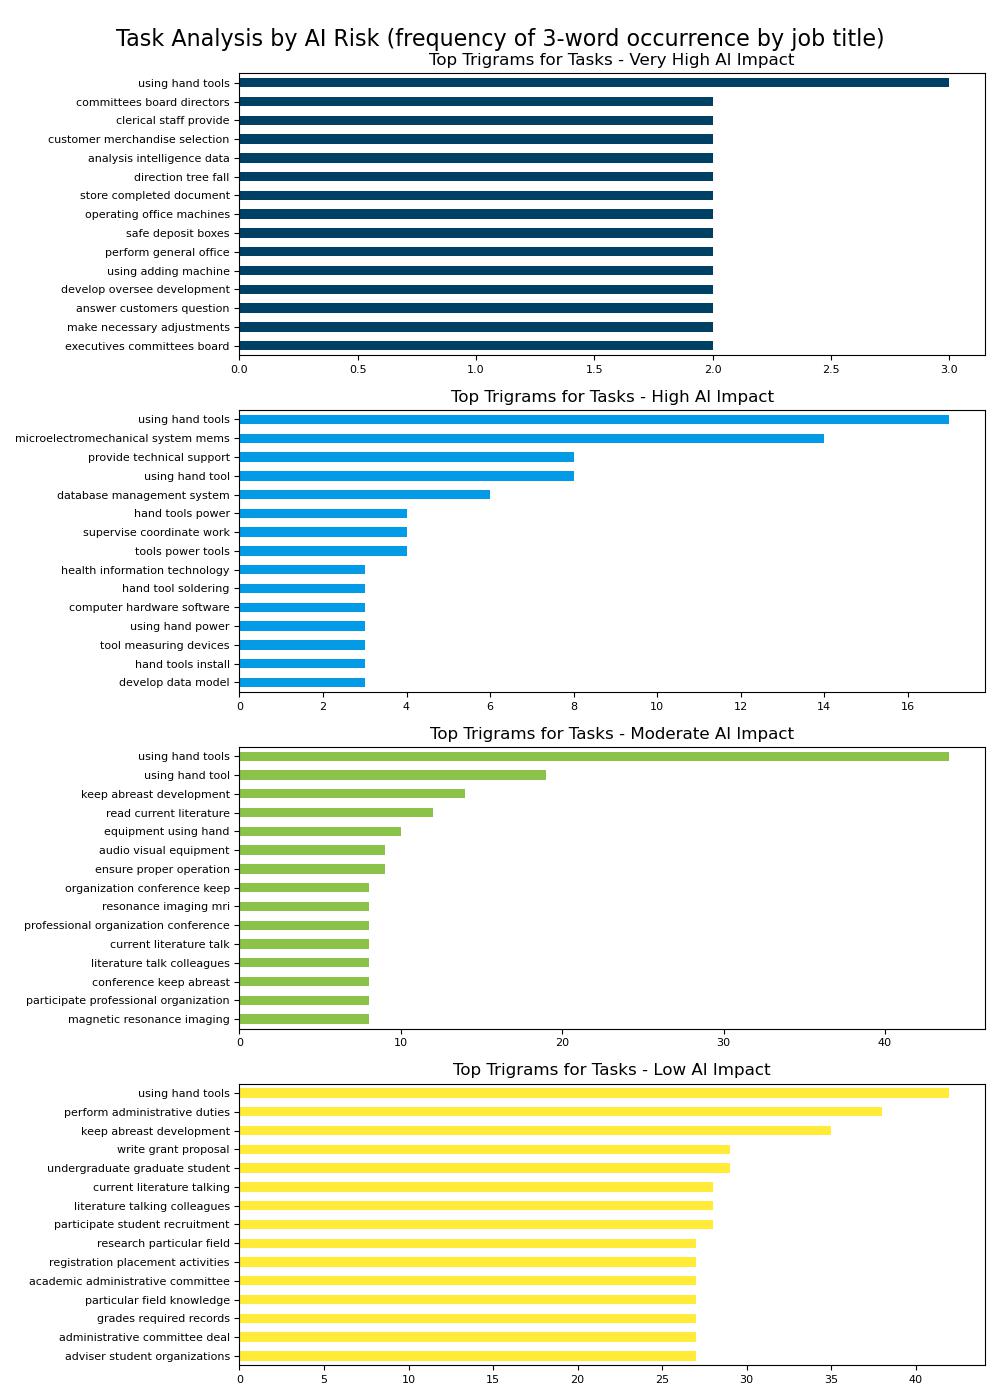 Task Analysis by AI Risk (frequency of 3-word occurrence by job title)
Top Trigrams for Tasks - Very High AI Impact
using hand tools
committees board directors
clerical staff provide
customer merchandise selection
analysis intelligence data
direction tree fall
store completed document
operating office machines
safe deposit boxes
perform general office
using adding machine
develop oversee development
answer customers question
make necessary adjustments
executives committees board
0.0 0.5 1.0 1.5 2.0 2.5 3.0
Top Trigrams for Tasks - High AI Impact
using hand tools
microelectromechanical system mems
provide technical support
using hand tool
database management system
hand tools power
supervise coordinate work
tools power tools
health information technology
hand tool soldering
computer hardware software
using hand power
tool measuring devices
hand tools install
develop data model
0 2 4 6 8 10 12 14 16
Top Trigrams for Tasks - Moderate AI Impact
using hand tools
using hand tool
keep abreast development
read current literature
equipment using hand
audio visual equipment
ensure proper operation
organization conference keep
resonance imaging mri
professional organization conference
current literature talk
literature talk colleagues
conference keep abreast
participate professional organization
magnetic resonance imaging
0 10 20 30 40
Top Trigrams for Tasks - Low AI Impact
using hand tools
perform administrative duties
keep abreast development
write grant proposal
undergraduate graduate student
current literature talking
literature talking colleagues
participate student recruitment
research particular field
registration placement activities
academic administrative committee
particular field knowledge
grades required records
administrative committee deal
adviser student organizations
0 5 10 15 20 25 30 35 40